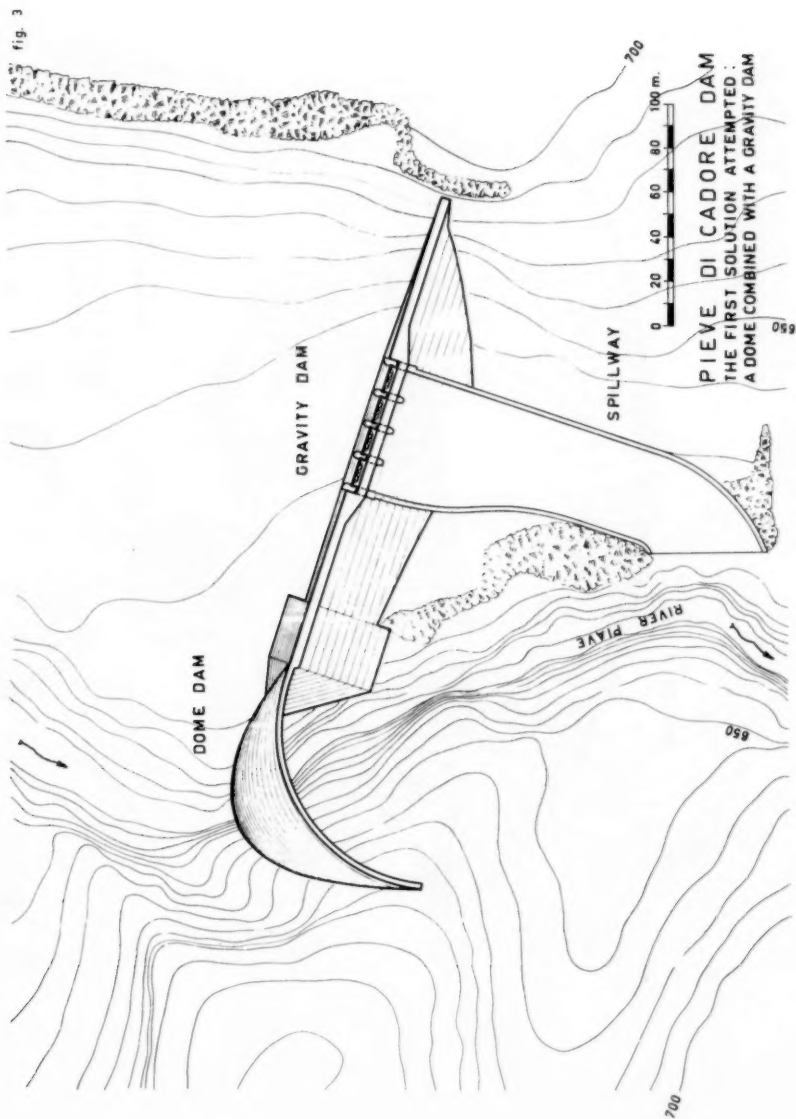 fig. 3
700
DOME DAM
GRAVITY DAM
SPILLWAY
RIVER PIAVE
650
650
700
0 20 40 60 80 100 m.
PIEVE DI CADORE DAM
THE FIRST SOLUTION ATTEMPTED :
A DOME COMBINED WITH A GRAVITY DAM